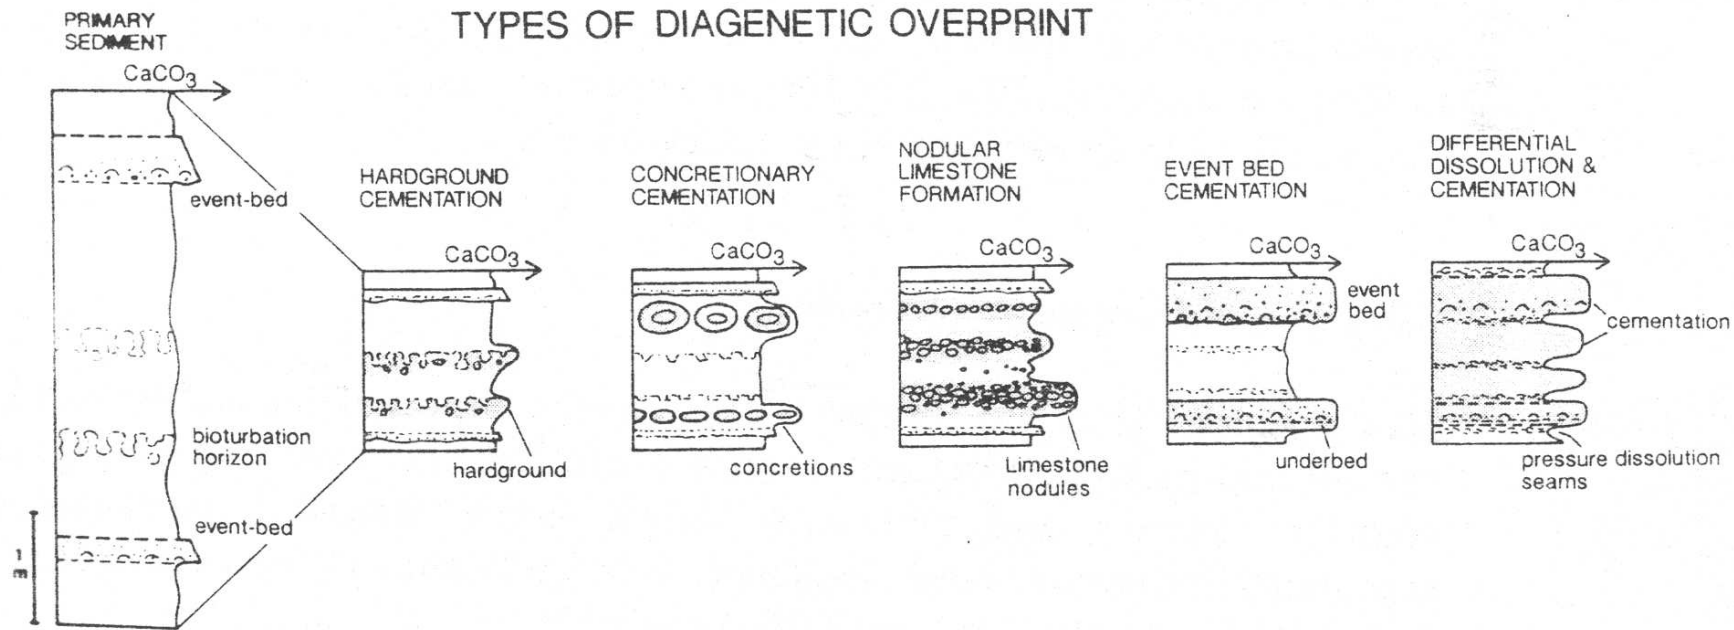 TYPES OF DIAGENETIC OVERPRINT
PRIMARY
SEDIMENT
CaCO3
event-bed
bioturbation
horizon
event-bed
1
m
HARDGROUND
CEMENTATION
CaCO3
hardground
CONCRETIONARY
CEMENTATION
CaCO3
concretions
NODULAR
LIMESTONE
FORMATION
CaCO3
Limestone
nodules
EVENT BED
CEMENTATION
CaCO3
event
bed
underbed
DIFFERENTIAL
DISSOLUTION &
CEMENTATION
CaCO3
cementation
pressure dissolution
seams